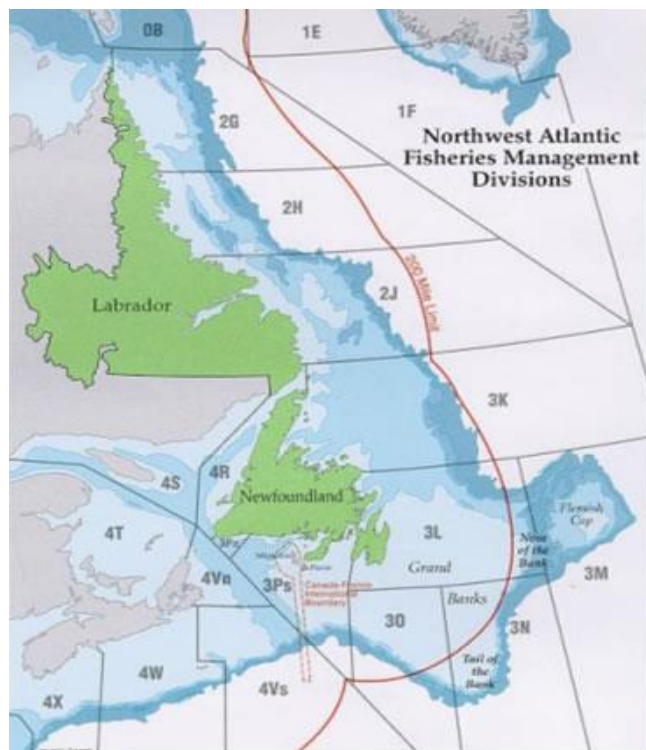 0B
1E
1F
2G
Northwest Atlantic
Fisheries Management
Divisions
2H
200 Mile Limit
2J
Labrador
3K
4R
4S
Newfoundland
Flemish
Cap
4T
3L
Nose
of the
Bank
3Pn
4Vn
3Ps
Grand
3M
Canada-France
International
Boundary
Banks
3O
3N
4W
Tail of
the
Bank
4Vs
4X